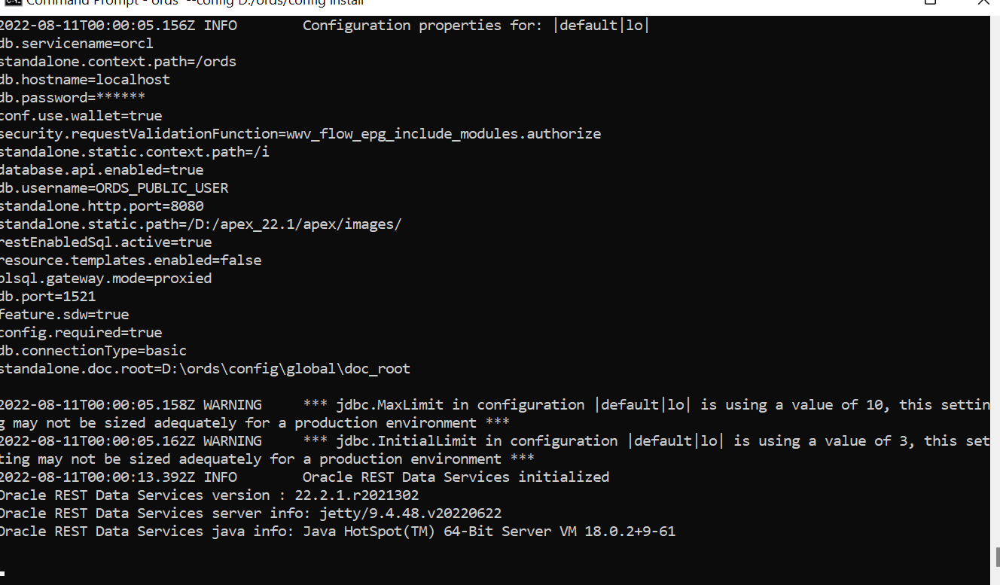 Command Prompt - ords --config D:/ords/config install
2022-08-11T00:00:05.156Z INFO        Configuration properties for: |default|lo|
db.servicename=orcl
standalone.context.path=/ords
db.hostname=localhost
db.password=******
conf.use.wallet=true
security.requestValidationFunction=wwv_flow_epg_include_modules.authorize
standalone.static.context.path=/i
database.api.enabled=true
db.username=ORDS_PUBLIC_USER
standalone.http.port=8080
standalone.static.path=/D:/apex_22.1/apex/images/
restEnabledSql.active=true
resource.templates.enabled=false
plsql.gateway.mode=proxied
db.port=1521
feature.sdw=true
config.required=true
db.connectionType=basic
standalone.doc.root=D:\ords\config\global\doc_root
2022-08-11T00:00:05.158Z WARNING     *** jdbc.MaxLimit in configuration |default|lo| is using a value of 10, this settin
g may not be sized adequately for a production environment ***
2022-08-11T00:00:05.162Z WARNING     *** jdbc.InitialLimit in configuration |default|lo| is using a value of 3, this set
ting may not be sized adequately for a production environment ***
2022-08-11T00:00:13.392Z INFO        Oracle REST Data Services initialized
Oracle REST Data Services version : 22.2.1.r2021302
Oracle REST Data Services server info: jetty/9.4.48.v20220622
Oracle REST Data Services java info: Java HotSpot(TM) 64-Bit Server VM 18.0.2+9-61